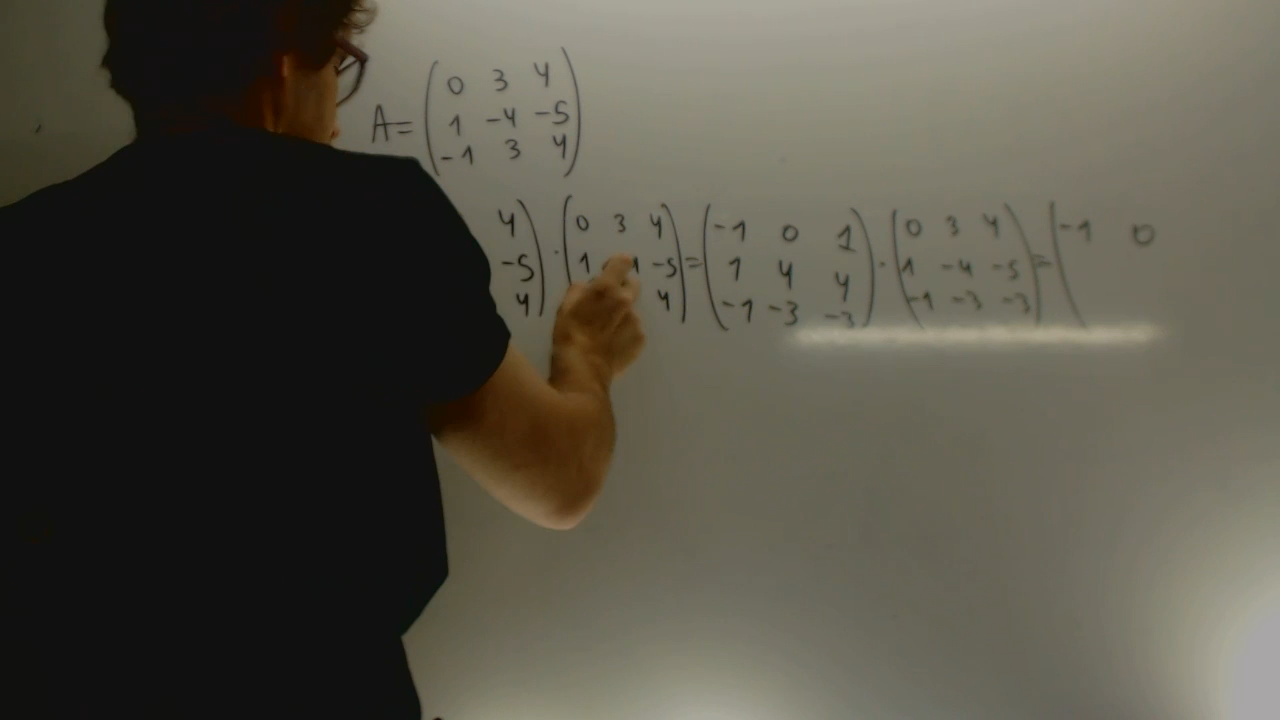 0 3 4
A = 1 -4 -5
-1 3 4
4 0 3 4 -1 0 1 0 3 4 -1 0
-5 · 1 -5 = 1 4 4 · 1 -4 -5 =
4 4 -1 -3 -3 -1 -3 -3